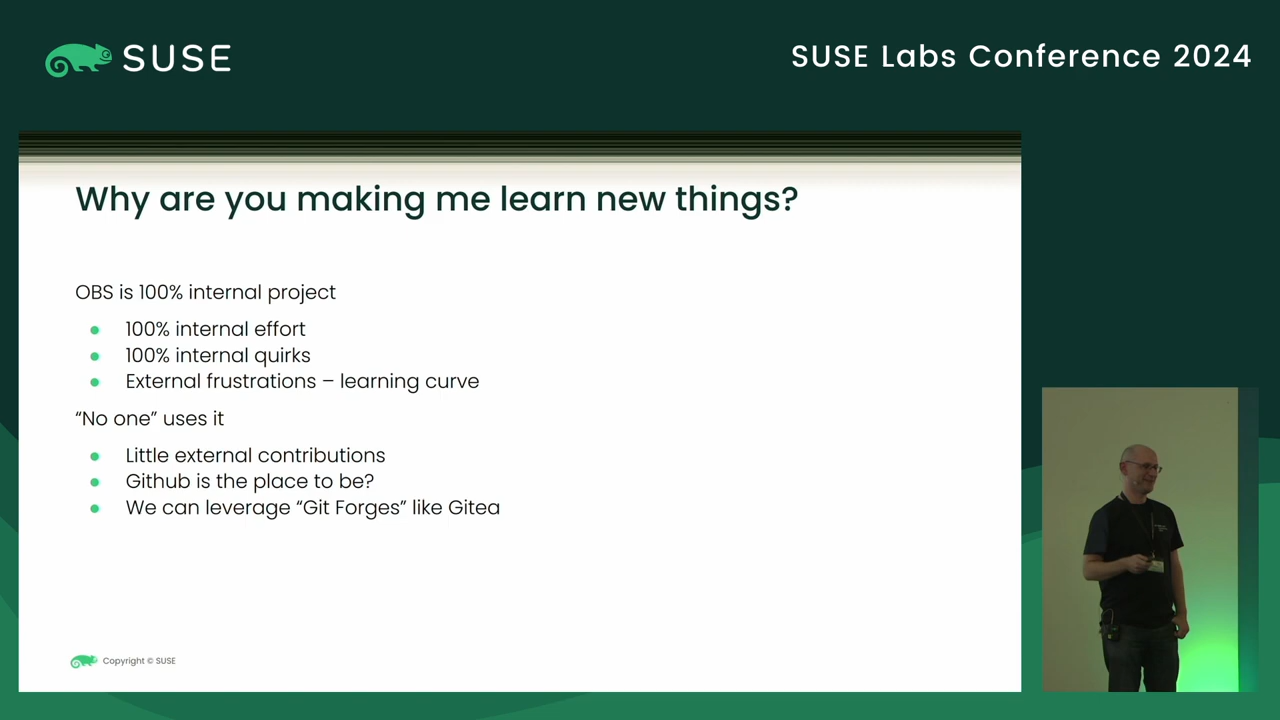 SUSE
SUSE Labs Conference 2024
Why are you making me learn new things?
OBS is 100% internal project
100% internal effort
100% internal quirks
External frustrations – learning curve
“No one” uses it
Little external contributions
Github is the place to be?
We can leverage “Git Forges” like Gitea
Copyright © SUSE